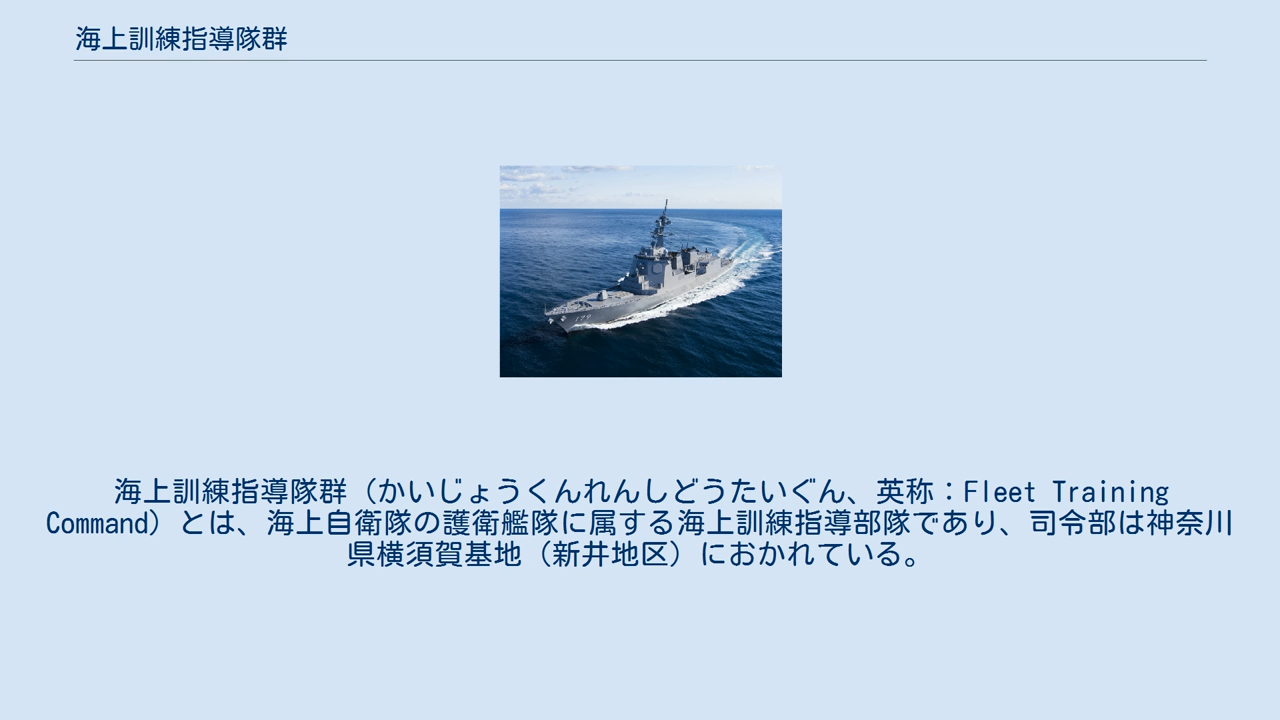 海上訓練指導隊群
179
海上訓練指導隊群（かいじょうくんれんしどうたいぐん、英称：Fleet Training
Command）とは、海上自衛隊の護衛艦隊に属する海上訓練指導部隊であり、司令部は神奈川
県横須賀基地（新井地区）におかれている。